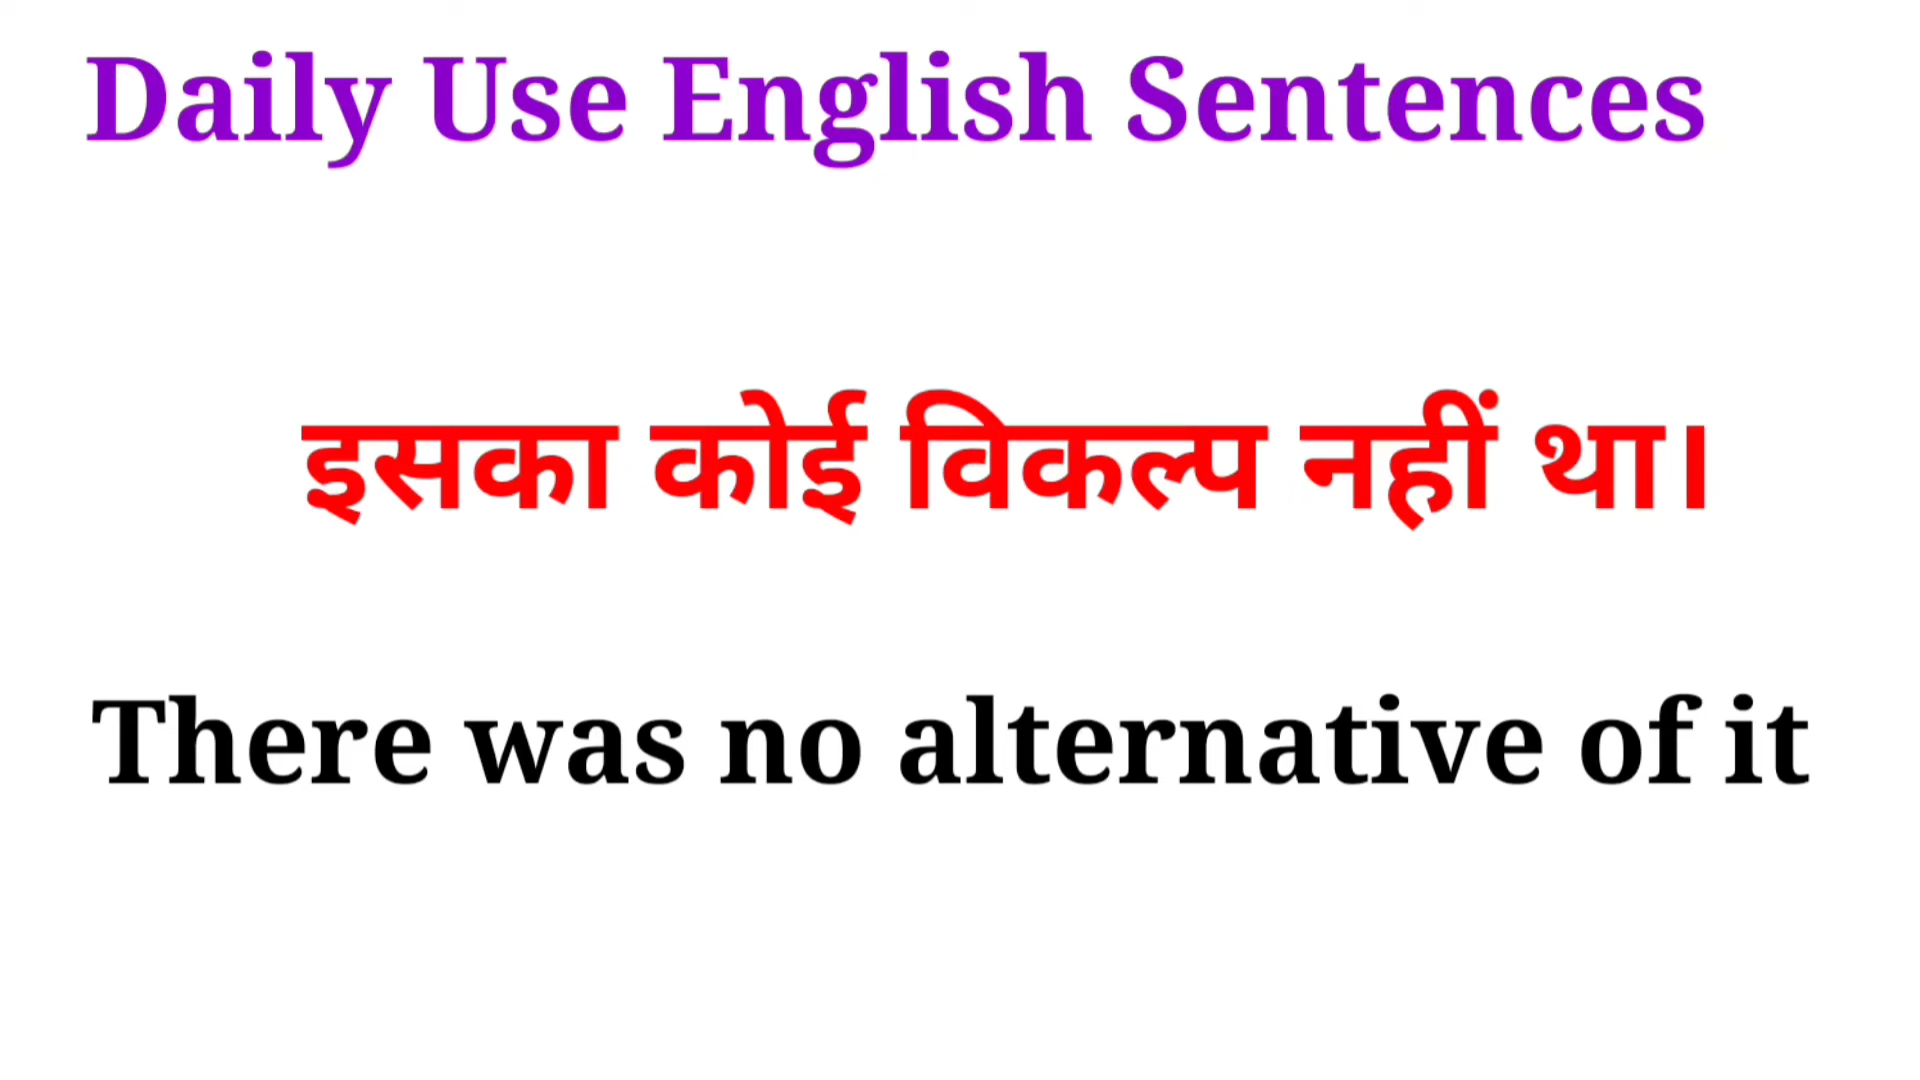 Daily Use English Sentences
इसका कोई विकल्प नहीं था।
There was no alternative of it